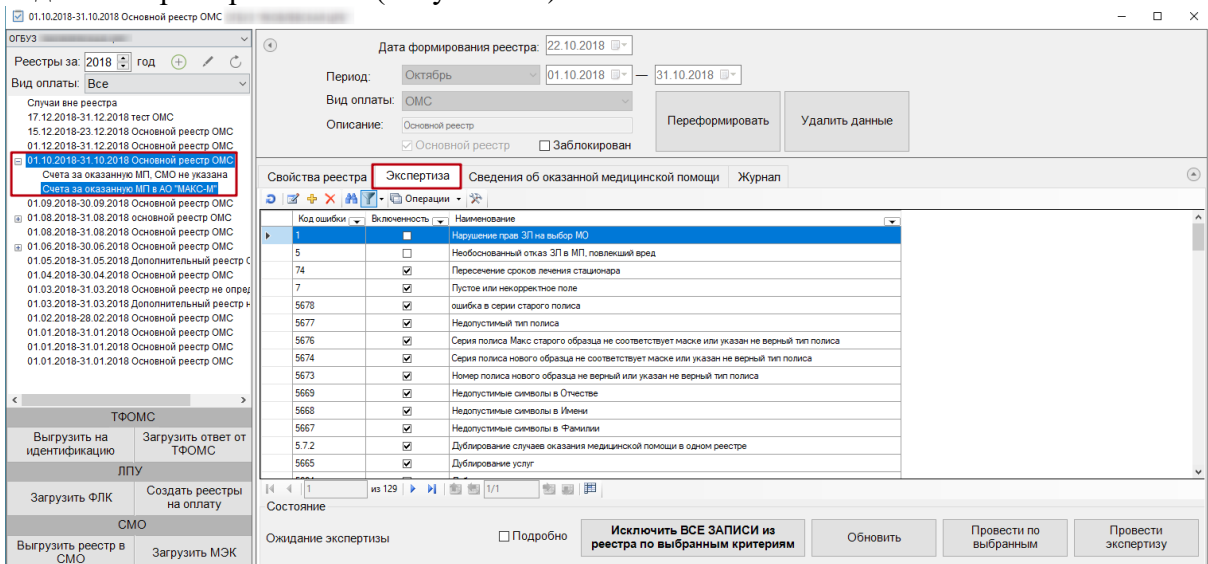 01.10.2018-31.10.2018 Основной реестр ОМС
ОГБУЗ
Реестры за: 2018 год
Вид оплаты: Все
Случаи вне реестра
17.12.2018-31.12.2018 тест ОМС
15.12.2018-23.12.2018 Основной реестр ОМС
01.12.2018-31.12.2018 Основной реестр ОМС
01.10.2018-31.10.2018 Основной реестр ОМС
Счета за оказанную МП, СМО не указана
Счета за оказанную МП в АО "МАКС-М"
01.09.2018-30.09.2018 Основной реестр ОМС
01.08.2018-31.08.2018 основной реестр ОМС
01.08.2018-31.08.2018 Основной реестр ОМС
01.06.2018-30.06.2018 Основной реестр ОМС
01.05.2018-31.05.2018 Дополнительный реестр О
01.04.2018-30.04.2018 Основной реестр ОМС
01.03.2018-31.03.2018 Основной реестр не опред
01.03.2018-31.03.2018 Дополнительный реестр н
01.02.2018-28.02.2018 Основной реестр ОМС
01.01.2018-31.01.2018 Основной реестр ОМС
01.01.2018-31.01.2018 Основной реестр ОМС
01.01.2018-31.01.2018 Основной реестр ОМС
ТФОМС
Выгрузить на идентификацию
Загрузить ответ от ТФОМС
ЛПУ
Загрузить ФЛК
Создать реестры на оплату
СМО
Выгрузить реестр в СМО
Загрузить МЭК
Дата формирования реестра: 22.10.2018
Период: Октябрь 01.10.2018 — 31.10.2018
Вид оплаты: ОМС
Описание: Основной реестр
Основной реестр Заблокирован
Переформировать
Удалить данные
Свойства реестра Экспертиза Сведения об оказанной медицинской помощи Журнал
Операции
Код ошибки Включенность Наименование
1 Нарушение прав ЗЛ на выбор МО
5 Необоснованный отказ ЗЛ в МП, повлекший вред
74 Пересечение сроков лечения стационара
7 Пустое или некорректное поле
5678 ошибка в серии старого полиса
5677 Недопустимый тип полиса
5676 Серия полиса Макс старого образца не соответствует маске или указан не верный тип полиса
5674 Серия полиса нового образца не соответствует маске или указан не верный тип полиса
5673 Номер полиса нового образца не верный или указан не верный тип полиса
5669 Недопустимые символы в Отчестве
5668 Недопустимые символы в Имени
5667 Недопустимые символы в Фамилии
5.7.2 Дублирование случаев оказания медицинской помощи в одном реестре
5665 Дублирование услуг
1 из 129 1/1
Состояние
Ожидание экспертизы
Подробно
Исключить ВСЕ ЗАПИСИ из
реестра по выбранным критериям
Обновить
Провести по выбранным
Провести экспертизу